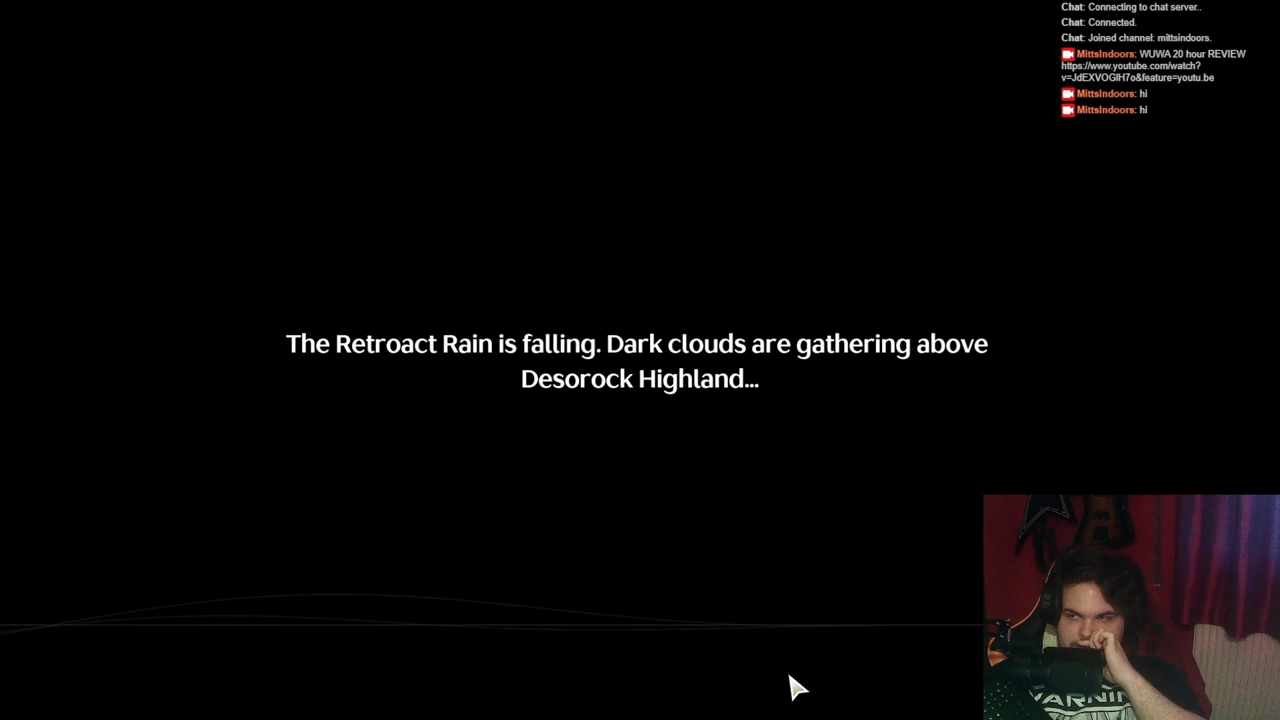 Chat: Connecting to chat server..
Chat: Connected.
Chat: Joined channel: mittsindoors.
MittsIndoors: WUWA 20 hour REVIEW
https://www.youtube.com/watch?
v=JdEXVOGlH7o&feature=youtu.be
MittsIndoors: hi
MittsIndoors: hi
The Retroact Rain is falling. Dark clouds are gathering above
Desorock Highland...
WARNING